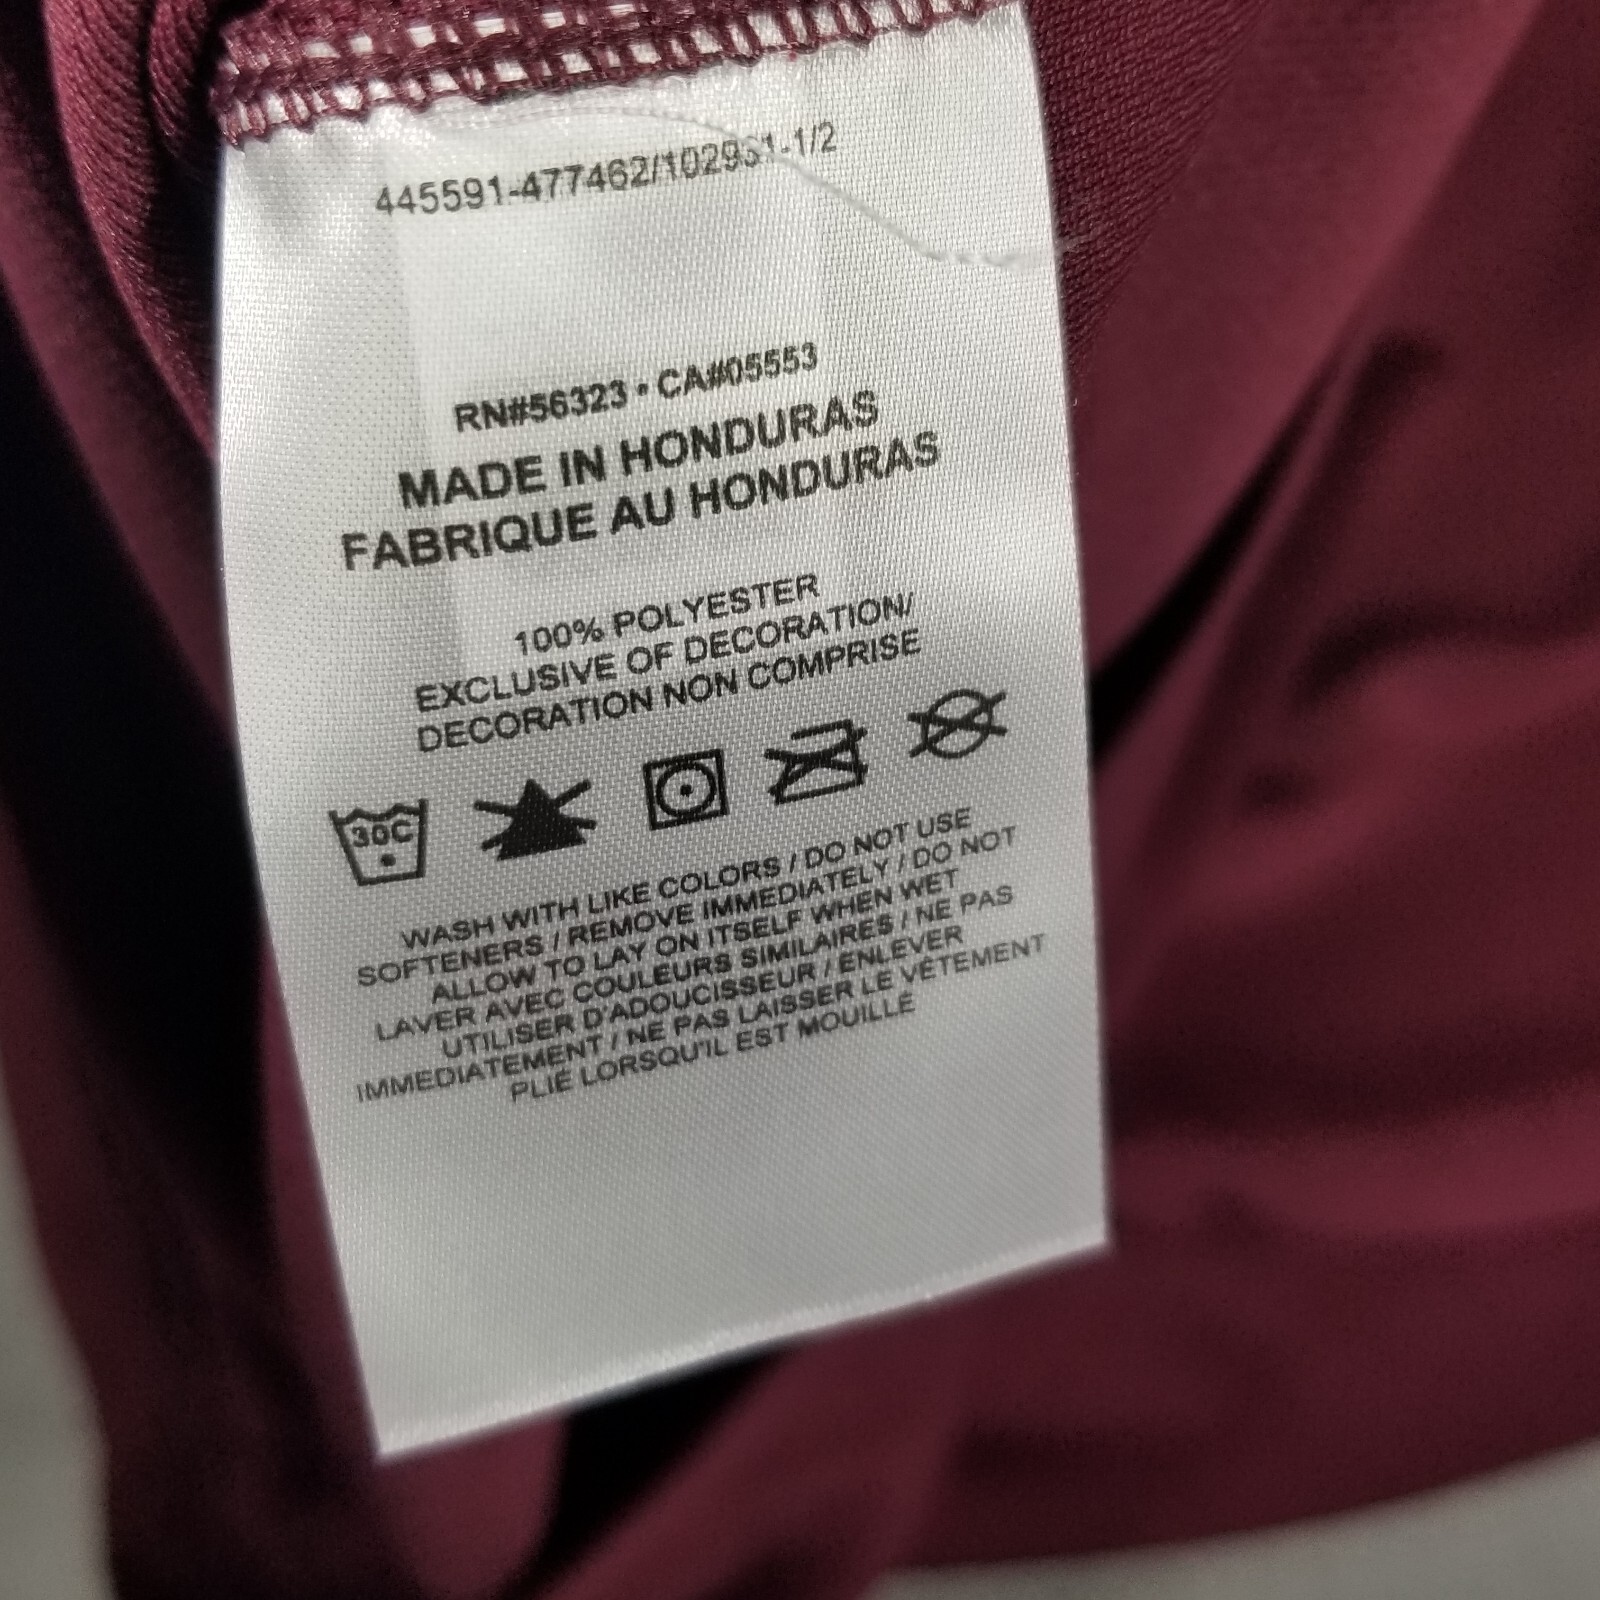 445591-477462/102961-1/2
RN#56323 • CA#05553
MADE IN HONDURAS
FABRIQUE AU HONDURAS
100% POLYESTER
EXCLUSIVE OF DECORATION/
DECORATION NON COMPRISE
30C
WASH WITH LIKE COLORS / DO NOT USE
SOFTENERS / REMOVE IMMEDIATELY / DO NOT
ALLOW TO LAY ON ITSELF WHEN WET
LAVER AVEC COULEURS SIMILAIRES / NE PAS
UTILISER D'ADOUCISSEUR / ENLEVER
IMMEDIATEMENT / NE PAS LAISSER LE VÊTEMENT
PLIÉ LORSQU'IL EST MOUILLÉ